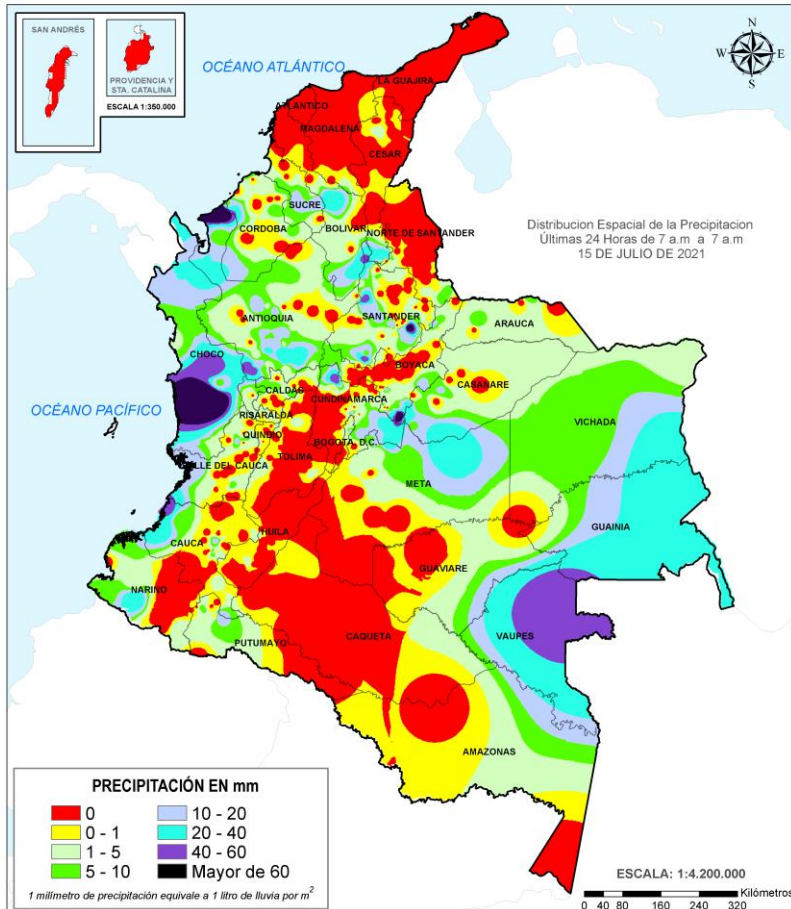 SAN ANDRÉS
PROVIDENCIA Y
STA. CATALINA
ESCALA 1:350.000
OCÉANO ATLÁNTICO
N
W E
S
LA GUAJIRA
ATLANTICO
MAGDALENA
CESAR
SUCRE
CORDOBA
BOLIVAR
NORTE DE SANTANDER
Distribucion Espacial de la Precipitacion
Últimas 24 Horas de 7 a.m a 7 a.m
15 DE JULIO DE 2021
ANTIOQUIA
SANTANDER
ARAUCA
CHOCO
BOYACA
CASANARE
CALDAS
CUNDINAMARCA
OCÉANO PACÍFICO
RISARALDA
VICHADA
QUINDIO
BOGOTA, D.C.
TOLIMA
VALLE DEL CAUCA
META
GUAINIA
CAUCA
HUILA
GUAVIARE
NARIÑO
VAUPES
PUTUMAYO
CAQUETA
AMAZONAS
PRECIPITACIÓN EN mm
0
0 - 1
1 - 5
5 - 10
10 - 20
20 - 40
40 - 60
Mayor de 60
1 milímetro de precipitación equivale a 1 litro de lluvia por m²
ESCALA: 1:4.200.000
Kilómetros
0 40 80 160 240 320